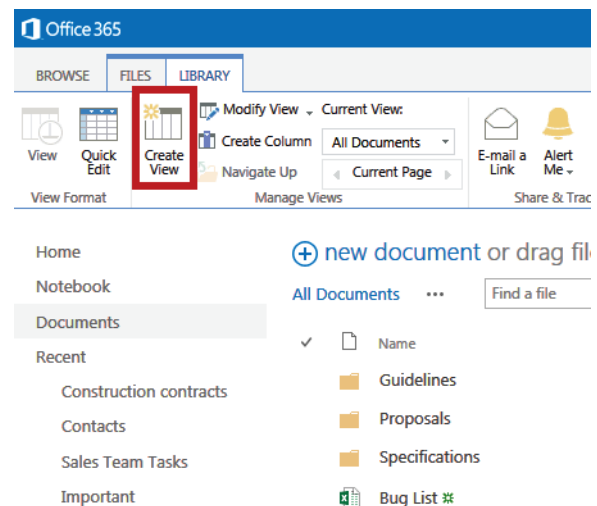 Office 365
BROWSE FILES LIBRARY
View
Quick Edit
Create View
Modify View
Create Column
Navigate Up
Current View:
All Documents
Current Page
E-mail a Link
Alert Me
View Format
Manage Views
Share &
Home
Notebook
Documents
Recent
Construction contracts
Contacts
Sales Team Tasks
Important
new document or drag
All Documents ...
Find a file
Name
Guidelines
Proposals
Specifications
Bug List